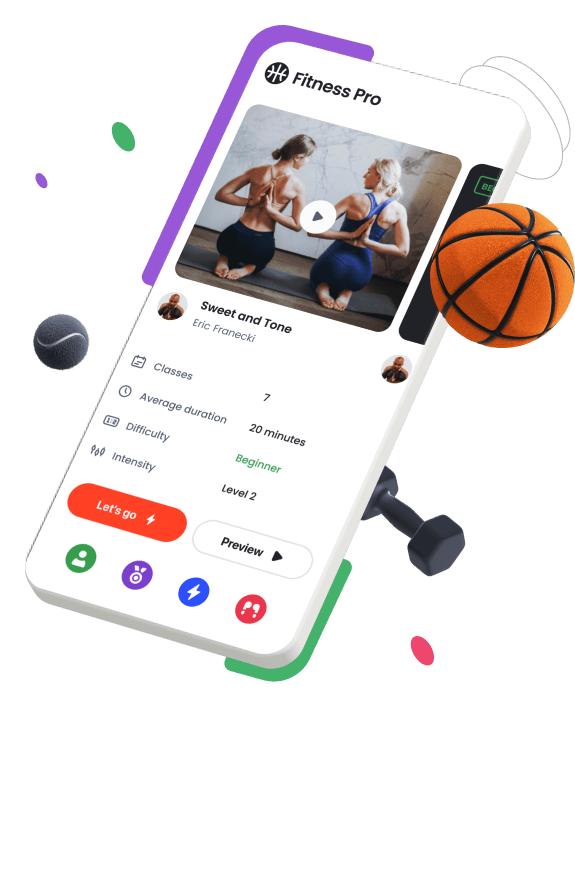 Fitness Pro
Sweet and Tone
Eric Franecki
Classes 7
Average duration 20 minutes
Difficulty Beginner
Intensity Level 2
Let's go
Preview